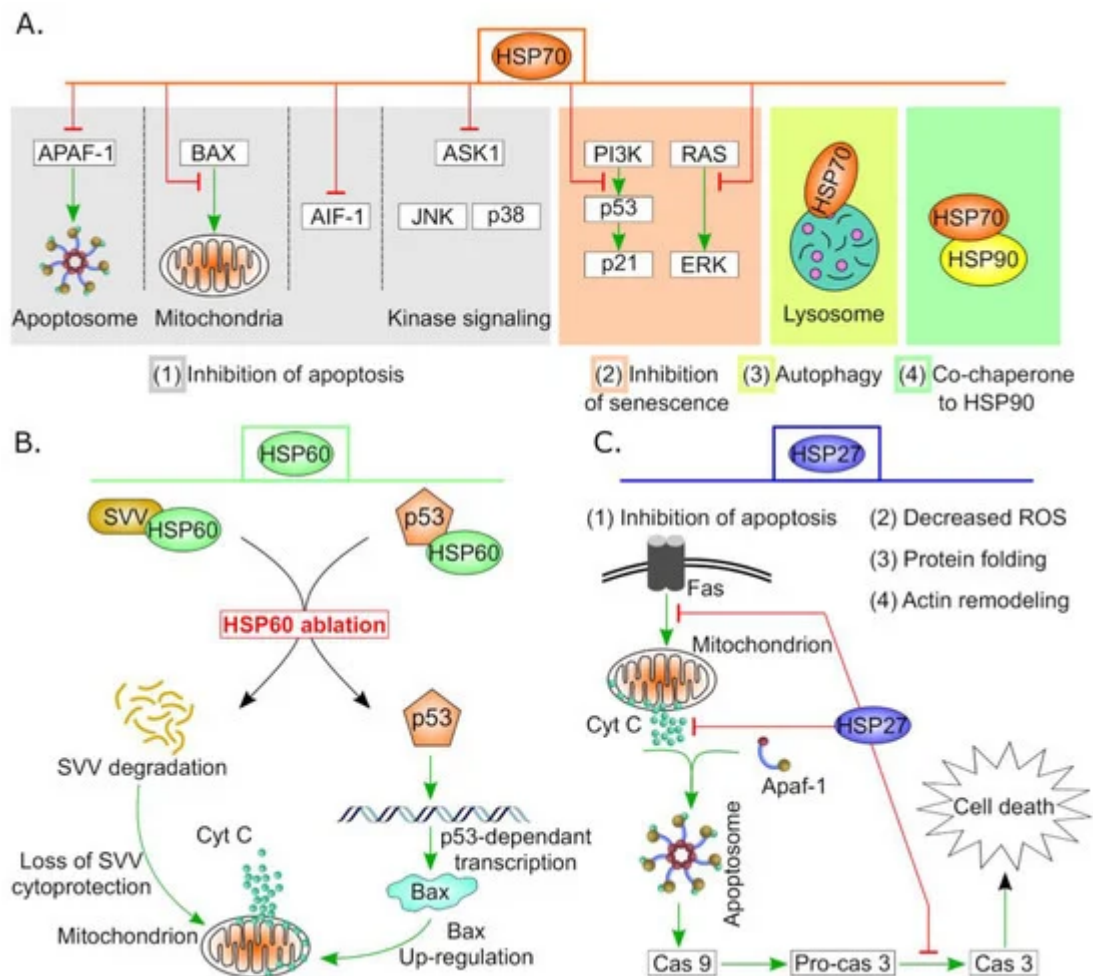 A.
HSP70
APAF-1
BAX
ASK1
PI3K
RAS
HSP70
AIF-1
JNK
p38
p53
HSP70
HSP90
p21
ERK
Apoptosome
Mitochondria
Kinase signaling
Lysosome
(1) Inhibition of apoptosis
(2) Inhibition
of senescence
(3) Autophagy
(4) Co-chaperone
to HSP90
B.
HSP60
SVV
HSP60
p53
HSP60
HSP60 ablation
p53
SVV degradation
p53-dependant
transcription
Cyt C
Loss of SVV
cytoprotection
Bax
Mitochondrion
Bax
Up-regulation
C.
HSP27
(1) Inhibition of apoptosis
(2) Decreased ROS
(3) Protein folding
(4) Actin remodeling
Fas
Mitochondrion
Cyt C
HSP27
Apaf-1
Cell death
Apoptosome
Cas 9
Pro-cas 3
Cas 3